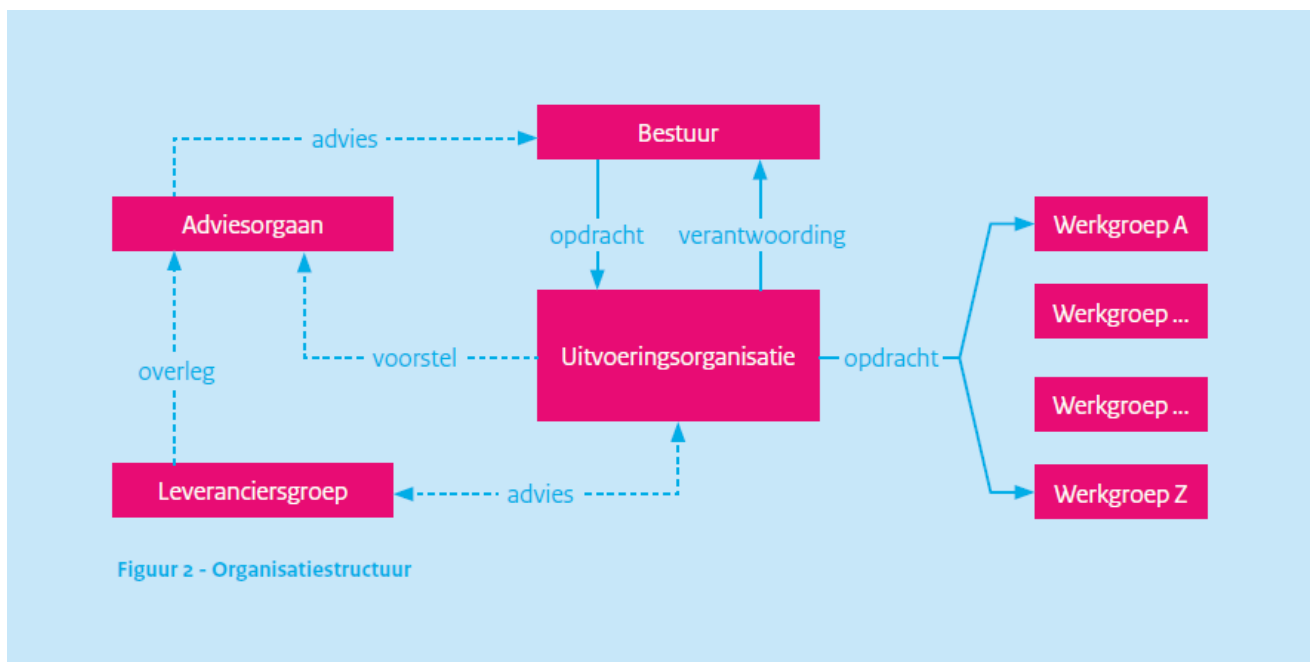 Bestuur
advies
Adviesorgaan
Werkgroep A
opdracht
verantwoording
Werkgroep ...
voorstel
Uitvoeringsorganisatie
opdracht
overleg
Werkgroep ...
Leveranciersgroep
advies
Werkgroep Z
Figuur 2 - Organisatiestructuur